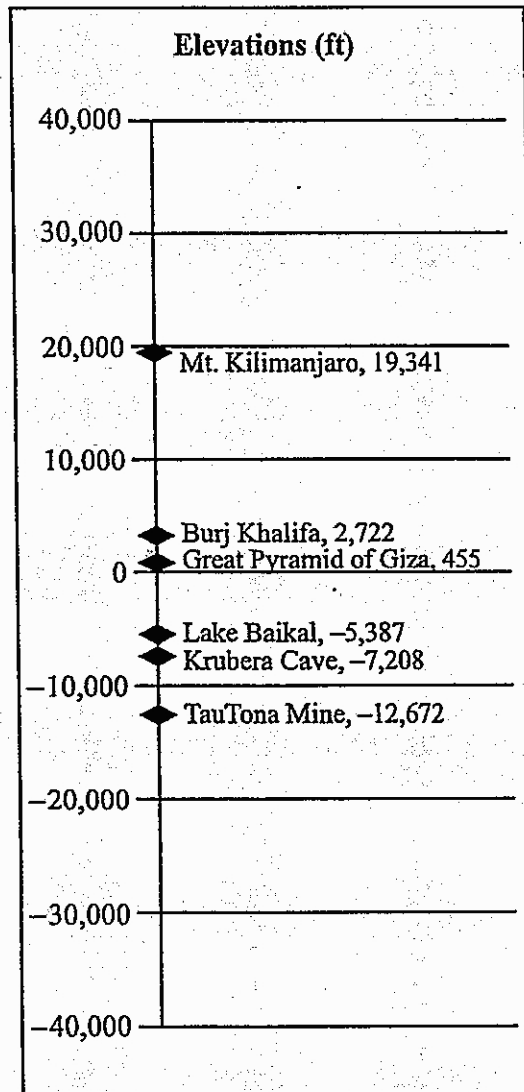 Elevations (ft)
40,000
30,000
20,000
Mt. Kilimanjaro, 19,341
10,000
Burj Khalifa, 2,722
Great Pyramid of Giza, 455
0
Lake Baikal, –5,387
Krubera Cave, –7,208
–10,000
TauTona Mine, –12,672
–20,000
–30,000
–40,000